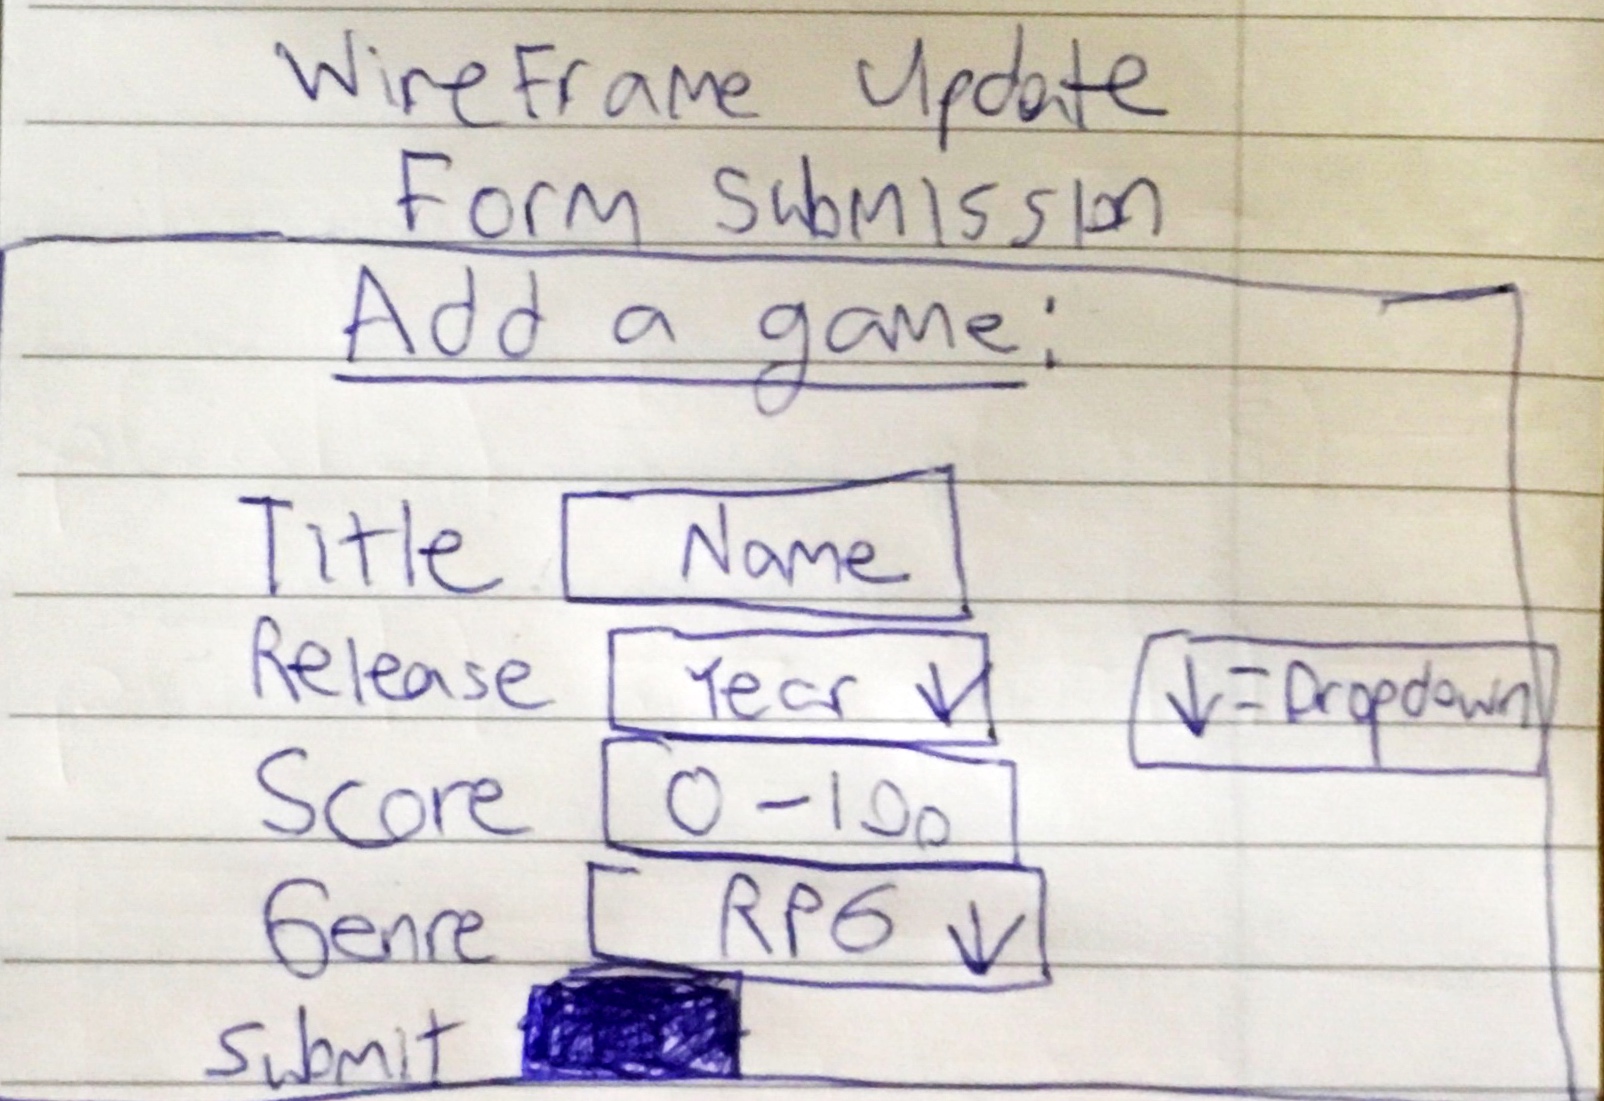 WireFrame Update
Form Submission
Add a game:
Title Name
Release Year ↓
↓ = Dropdown
Score 0-100
Genre RPG ↓
Submit